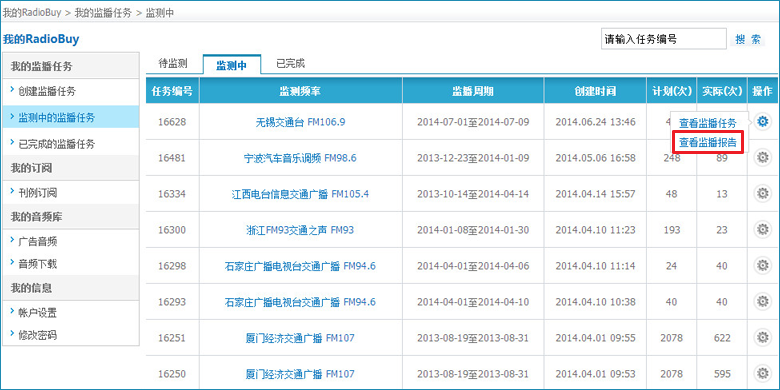 我的RadioBuy > 我的监播任务 > 监测中
我的RadioBuy
请输入任务编号 搜 索
我的监播任务
创建监播任务
监测中的监播任务
已完成的监播任务
我的订阅
刊例订阅
我的音频库
广告音频
音频下载
我的信息
帐户设置
修改密码
待监测 监测中 已完成
任务编号 监测频率 监播周期 创建时间 计划(次) 实际(次) 操作
16628 无锡交通台 FM106.9 2014-07-01至2014-07-09 2014.06.24 13:46 4
查看监播任务
查看监播报告
16481 宁波汽车音乐调频 FM98.6 2013-12-23至2014-01-09 2014.05.06 16:58 248 89
16334 江西电台信息交通广播 FM105.4 2013-10-14至2014-04-14 2014.04.14 15:57 48 13
16300 浙江FM93交通之声 FM93 2014-01-08至2014-01-30 2014.04.10 11:23 193 23
16298 石家庄广播电视台交通广播 FM94.6 2014-04-01至2014-04-06 2014.04.10 11:14 24 40
16293 石家庄广播电视台交通广播 FM94.6 2014-04-01至2014-04-10 2014.04.10 10:38 40 40
16251 厦门经济交通广播 FM107 2013-08-19至2013-08-31 2014.04.01 09:55 2078 622
16250 厦门经济交通广播 FM107 2013-08-19至2013-08-31 2014.04.01 09:53 2078 595